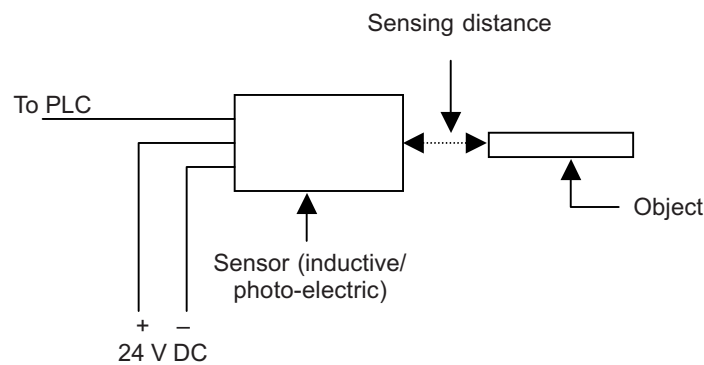 Sensing distance
To PLC
Object
Sensor (inductive/
photo-electric)
+ –
24 V DC